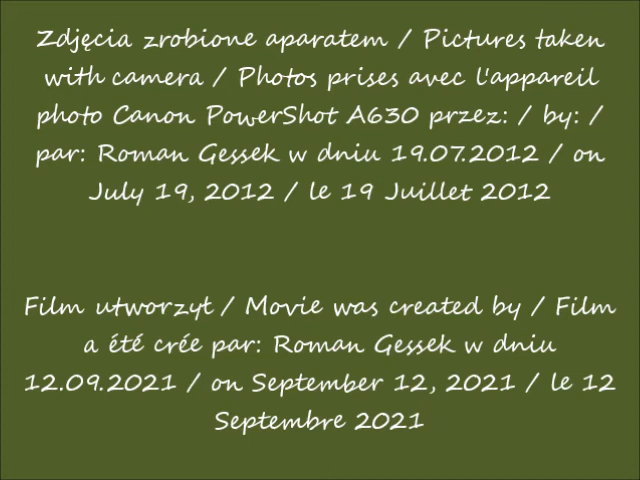 Zdjęcia zrobione aparatem / Pictures taken
with camera / Photos prises avec l'appareil
photo Canon PowerShot A630 przez: / by: /
par: Roman Gessek w dniu 19.07.2012 / on
July 19, 2012 / le 19 Juillet 2012
Film utworzył / Movie was created by / Film
a été crée par: Roman Gessek w dniu
12.09.2021 / on September 12, 2021 / le 12
Septembre 2021